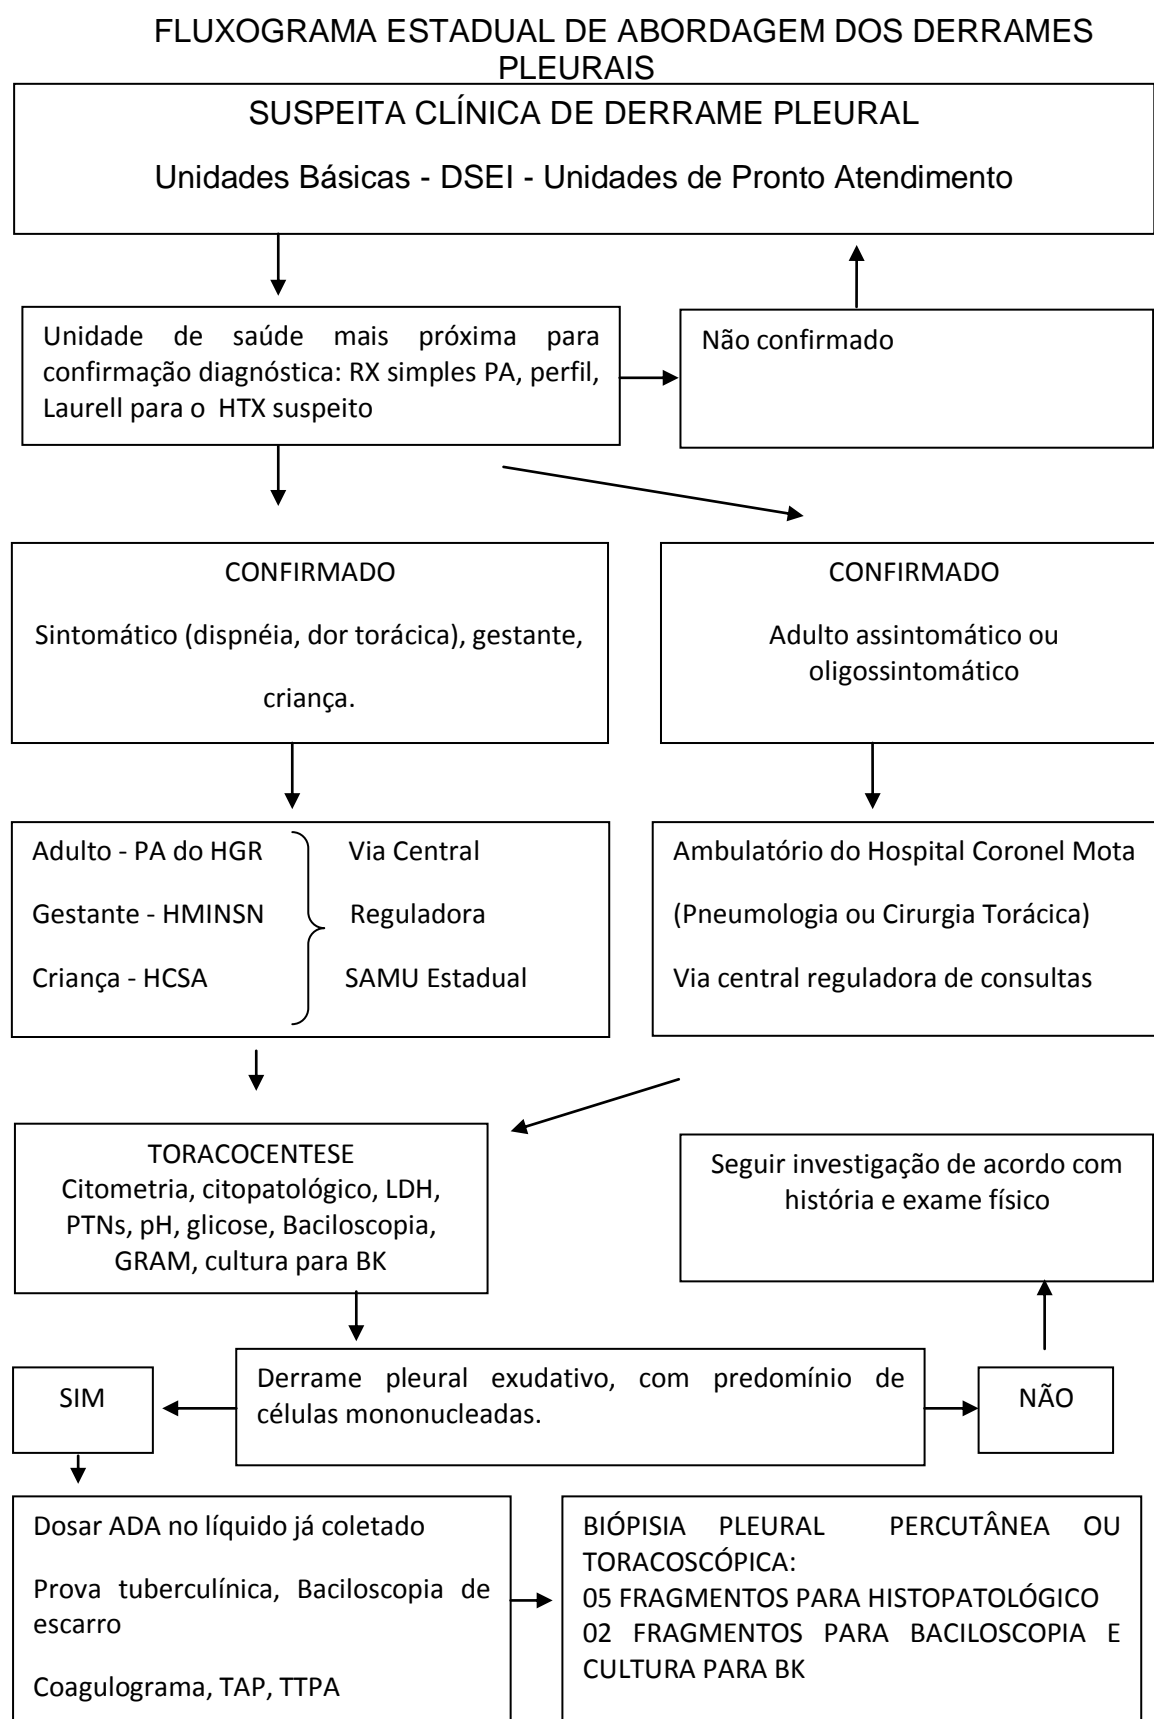 FLUXOGRAMA ESTADUAL DE ABORDAGEM DOS DERRAMES
PLEURAIS
SUSPEITA CLÍNICA DE DERRAME PLEURAL
Unidades Básicas - DSEI - Unidades de Pronto Atendimento
Unidade de saúde mais próxima para
confirmação diagnóstica: RX simples PA, perfil,
Laurell para o HTX suspeito
Não confirmado
CONFIRMADO
Sintomático (dispnéia, dor torácica), gestante,
criança.
CONFIRMADO
Adulto assintomático ou
oligossintomático
Adulto - PA do HGR Via Central
Gestante - HMINSN Reguladora
Criança - HCSA SAMU Estadual
Ambulatório do Hospital Coronel Mota
(Pneumologia ou Cirurgia Torácica)
Via central reguladora de consultas
TORACOCENTESE
Citometria, citopatológico, LDH,
PTNs, pH, glicose, Baciloscopia,
GRAM, cultura para BK
Seguir investigação de acordo com
história e exame físico
SIM
Derrame pleural exudativo, com predomínio de
células mononucleadas.
NÃO
Dosar ADA no líquido já coletado
Prova tuberculínica, Baciloscopia de
escarro
Coagulograma, TAP, TTPA
BIÓPISIA PLEURAL PERCUTÂNEA OU
TORACOSCÓPICA:
05 FRAGMENTOS PARA HISTOPATOLÓGICO
02 FRAGMENTOS PARA BACILOSCOPIA E
CULTURA PARA BK